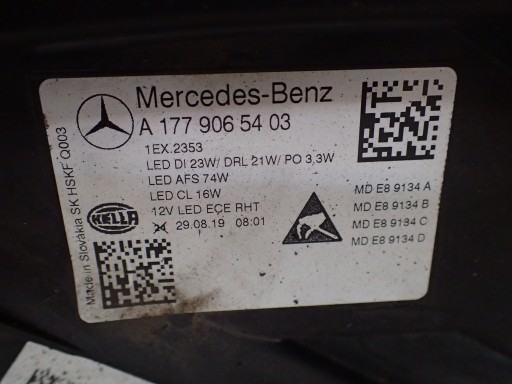 Mercedes-Benz
A 177 906 54 03
1EX.2353
LED DI 23W/ DRL 21W/ PO 3,3W
LED AFS 74W
LED CL 16W
12V LED ECE RHT
29.08.19 08:01
HELLA
MD E8 9134 A
MD E8 9134 B
MD E8 9134 C
MD E8 9134 D
Made in Slovakia SK HSKF Q003